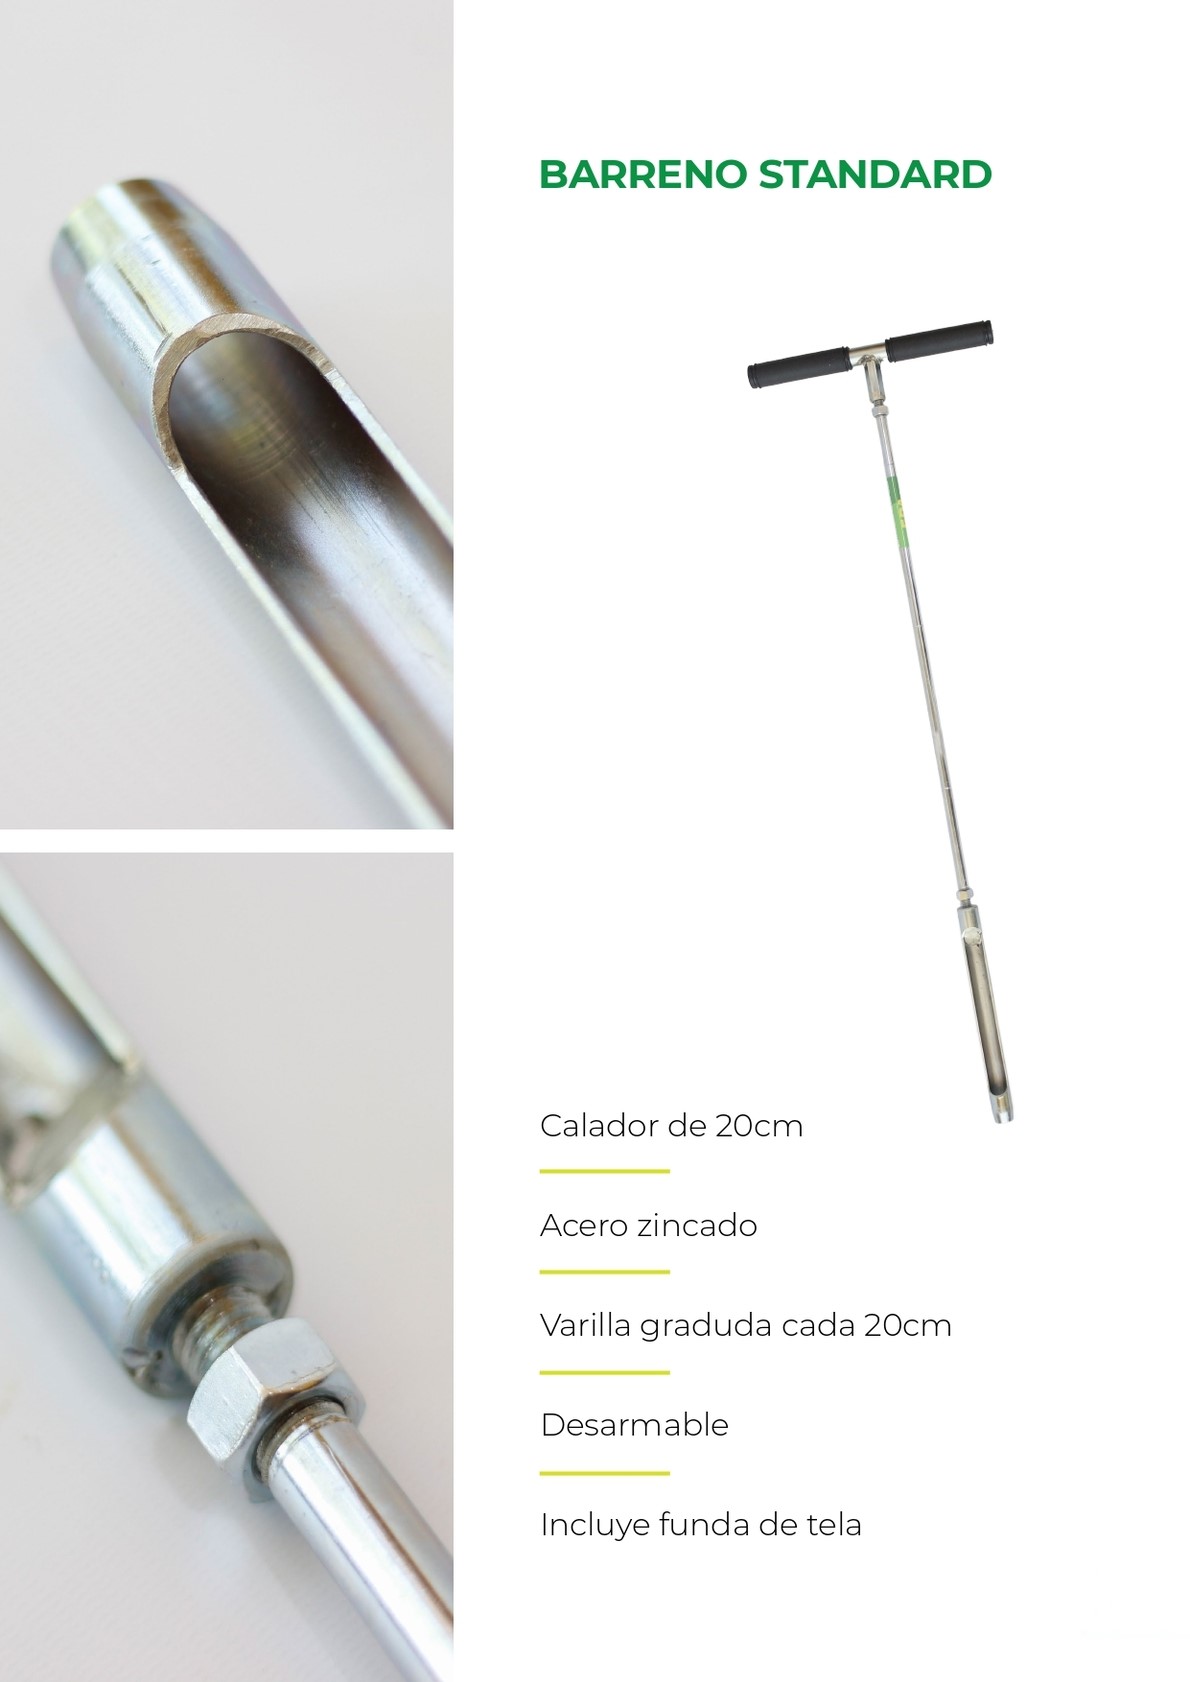 BARRENO STANDARD
Calador de 20cm
Acero zincado
Varilla graduda cada 20cm
Desarmable
Incluye funda de tela